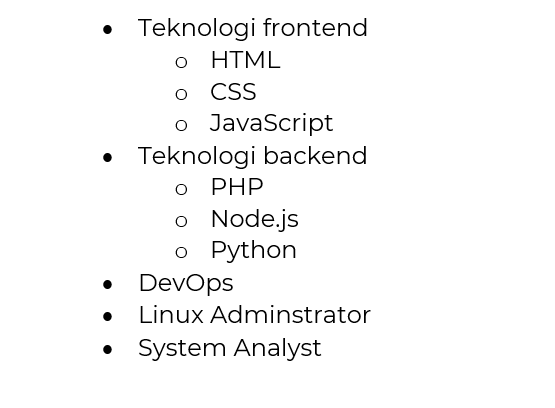 • Teknologi frontend
o HTML
o CSS
o JavaScript
• Teknologi backend
o PHP
o Node.js
o Python
• DevOps
• Linux Adminstrator
• System Analyst